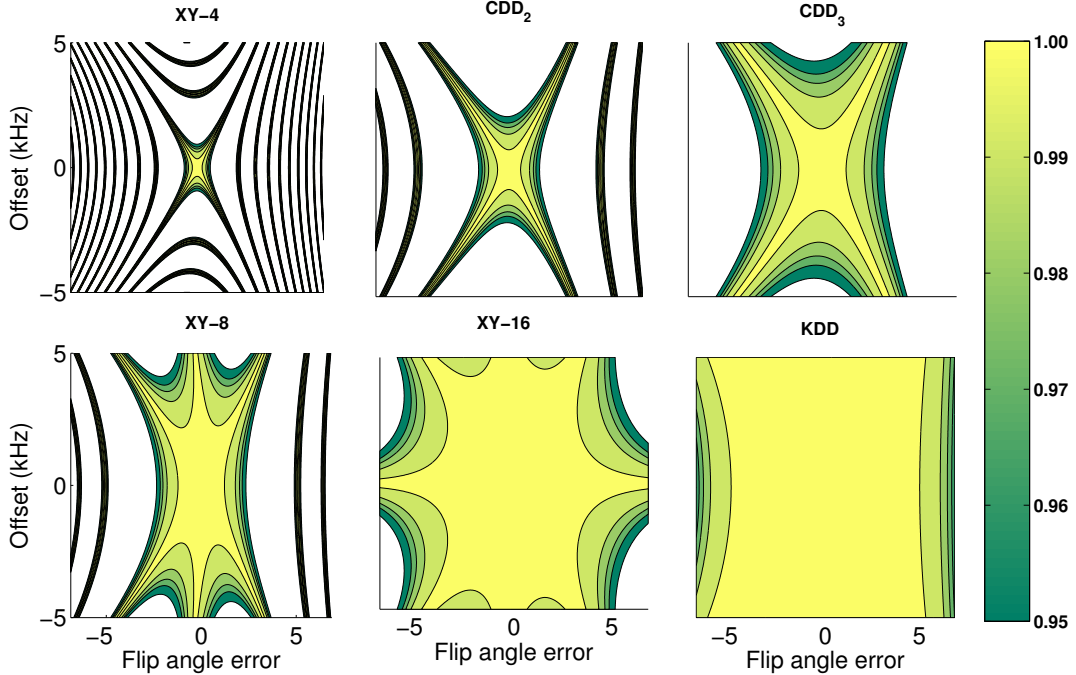 XY−4
CDD2
CDD3
5
0
−5
Offset (kHz)
1.00
0.99
0.98
0.97
0.96
0.95
XY−8
XY−16
KDD
5
0
−5
Offset (kHz)
−5 0 5
−5 0 5
−5 0 5
Flip angle error
Flip angle error
Flip angle error